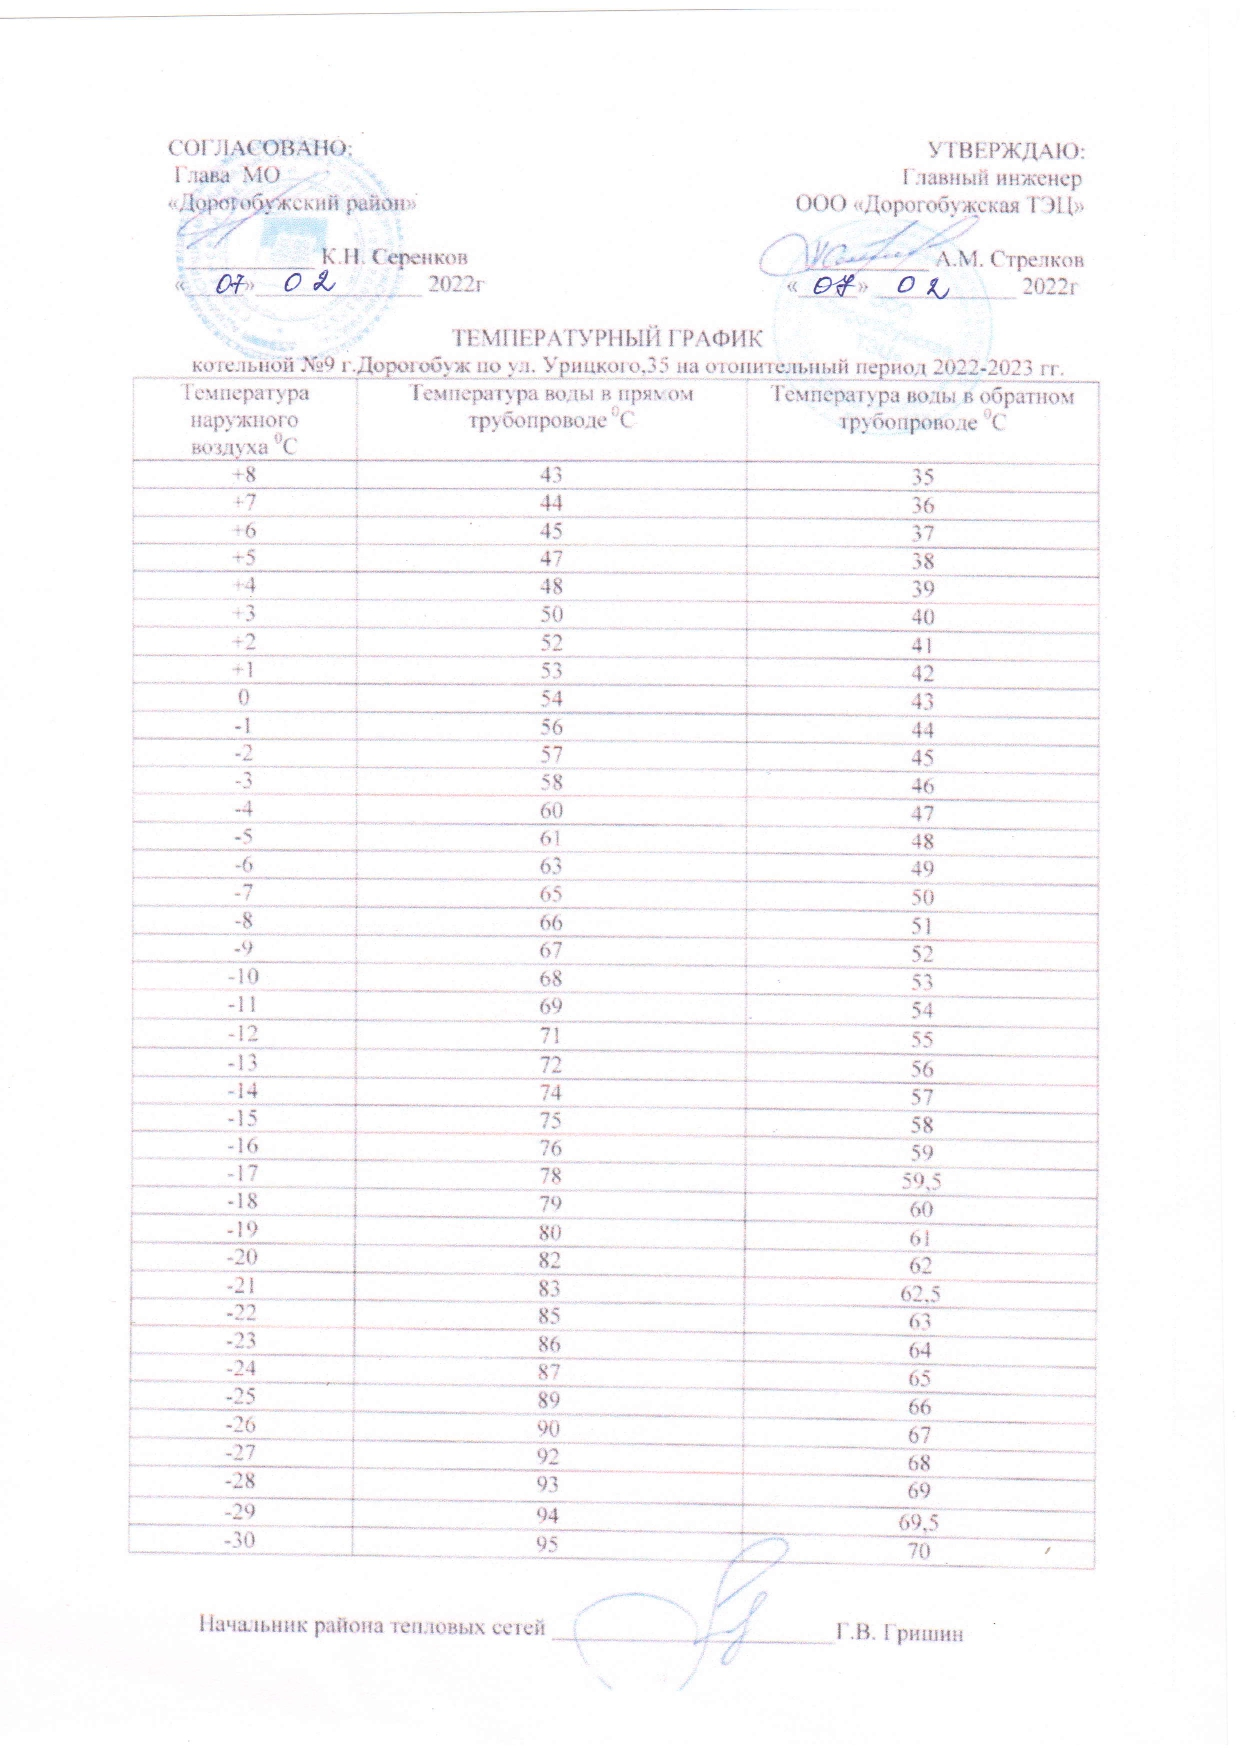 СОГЛАСОВАНО:
Глава МО
«Дорогобужский район»
____________ К.Н. Серенков
«07» 02 2022г
УТВЕРЖДАЮ:
Главный инженер
ООО «Дорогобужская ТЭЦ»
____________ А.М. Стрелков
«07» 02 2022г
ТЕМПЕРАТУРНЫЙ ГРАФИК
котельной №9 г.Дорогобуж по ул. Урицкого,35 на отопительный период 2022-2023 гг.
Температура наружного воздуха ⁰С Температура воды в прямом трубопроводе ⁰С Температура воды в обратном трубопроводе ⁰С
+8 43 35
+7 44 36
+6 45 37
+5 47 38
+4 48 39
+3 50 40
+2 52 41
+1 53 42
0 54 43
-1 56 44
-2 57 45
-3 58 46
-4 60 47
-5 61 48
-6 63 49
-7 65 50
-8 66 51
-9 67 52
-10 68 53
-11 69 54
-12 71 55
-13 72 56
-14 74 57
-15 75 58
-16 76 59
-17 78 59,5
-18 79 60
-19 80 61
-20 82 62
-21 83 62,5
-22 85 63
-23 86 64
-24 87 65
-25 89 66
-26 90 67
-27 92 68
-28 93 69
-29 94 69,5
-30 95 70
Начальник района тепловых сетей ____________ Г.В. Гришин